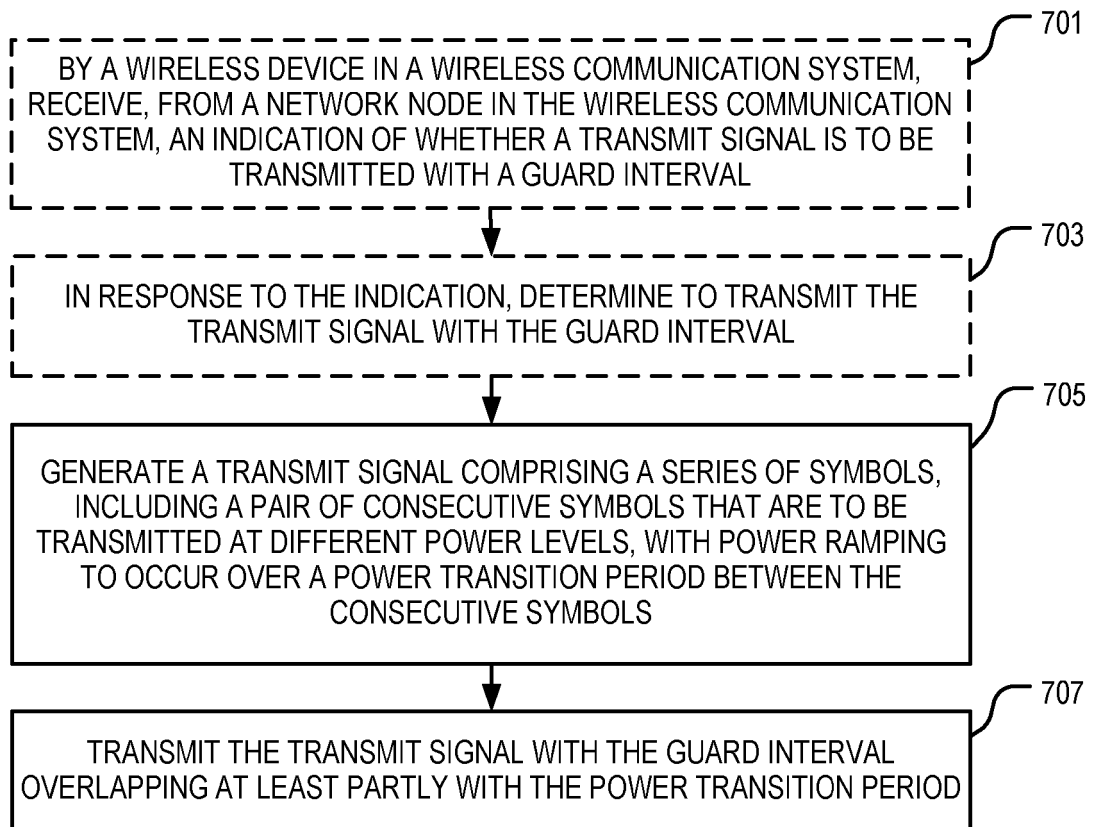 701
BY A WIRELESS DEVICE IN A WIRELESS COMMUNICATION SYSTEM,
RECEIVE, FROM A NETWORK NODE IN THE WIRELESS COMMUNICATION
SYSTEM, AN INDICATION OF WHETHER A TRANSMIT SIGNAL IS TO BE
TRANSMITTED WITH A GUARD INTERVAL
703
IN RESPONSE TO THE INDICATION, DETERMINE TO TRANSMIT THE
TRANSMIT SIGNAL WITH THE GUARD INTERVAL
705
GENERATE A TRANSMIT SIGNAL COMPRISING A SERIES OF SYMBOLS,
INCLUDING A PAIR OF CONSECUTIVE SYMBOLS THAT ARE TO BE
TRANSMITTED AT DIFFERENT POWER LEVELS, WITH POWER RAMPING
TO OCCUR OVER A POWER TRANSITION PERIOD BETWEEN THE
CONSECUTIVE SYMBOLS
707
TRANSMIT THE TRANSMIT SIGNAL WITH THE GUARD INTERVAL
OVERLAPPING AT LEAST PARTLY WITH THE POWER TRANSITION PERIOD